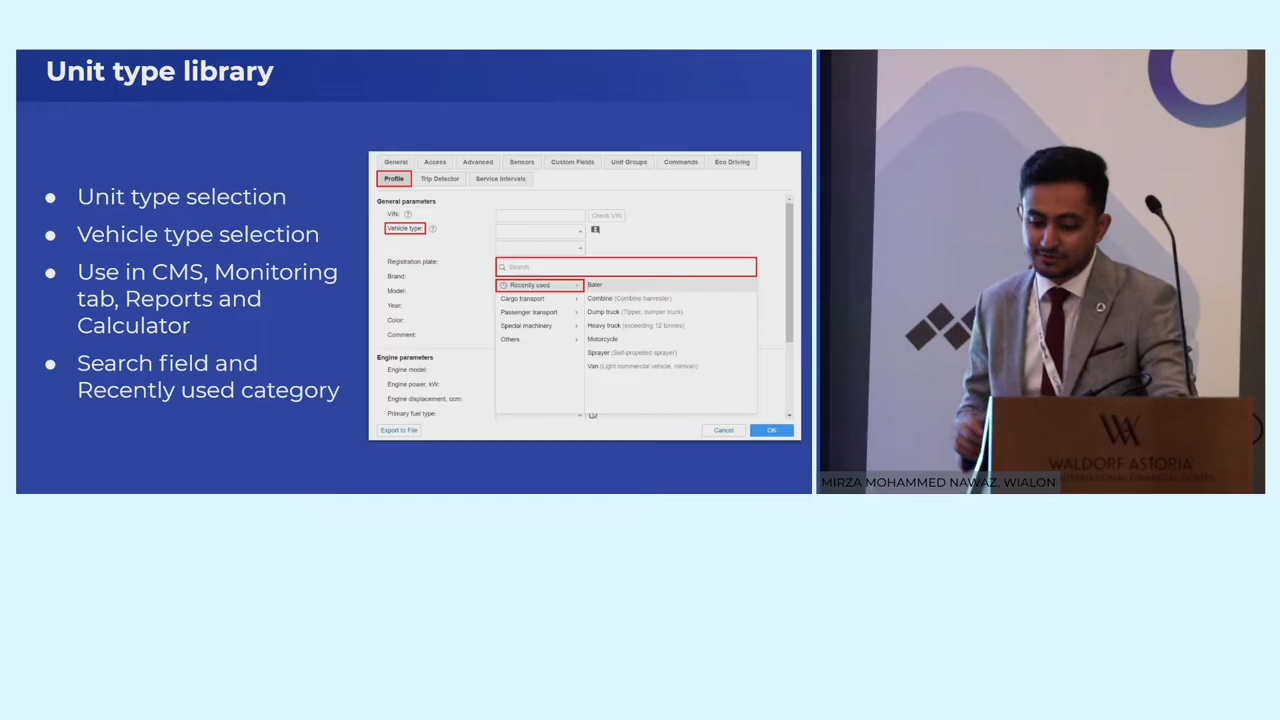 Unit type library
● Unit type selection
● Vehicle type selection
● Use in CMS, Monitoring
tab, Reports and
Calculator
● Search field and
Recently used category
General Access Advanced Sensors Custom Fields Unit Groups Commands Eco Driving
Profile Trip Detector Service Intervals
General parameters
VIN: ? Check VIN
Vehicle type: ?
Registration plate:
Brand:
Model:
Year:
Color:
Comment:
Search
Recently used
Cargo transport
Passenger transport
Special machinery
Others
Baler
Combine (Combine harvester)
Dump truck (Tipper, dumper truck)
Heavy truck (exceeding 12 tonnes)
Motorcycle
Sprayer (Self-propelled sprayer)
Van (Light commercial vehicle, minivan)
Engine parameters
Engine model:
Engine power, kW:
Engine displacement, ccm:
Primary fuel type:
Export to File Cancel OK
WALDORF ASTORIA
INTERNATIONAL FINANCIAL CENTRE
MIRZA MOHAMMED NAWAZ, WIALON